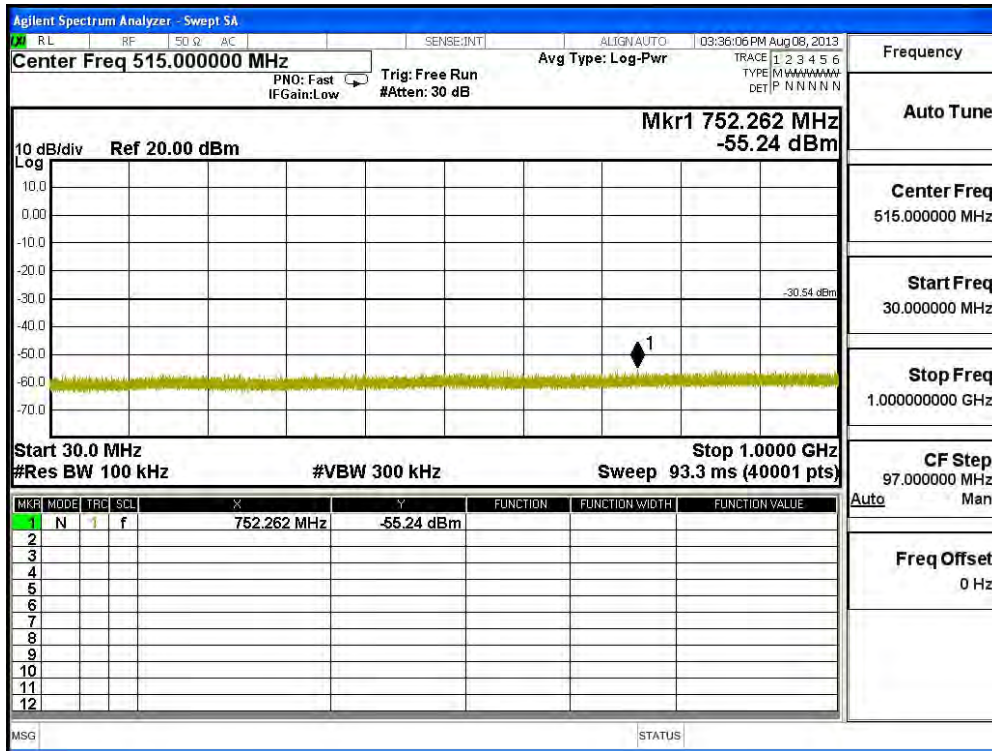 Agilent Spectrum Analyzer - Swept SA
RL RF 50 Ω AC SENSE:INT ALIGN AUTO 03:36:06 PM Aug 08, 2013
Center Freq 515.000000 MHz
PNO: Fast
IFGain:Low
Trig: Free Run
#Atten: 30 dB
Avg Type: Log-Pwr
TRACE 1 2 3 4 5 6
TYPE M WWWWW
DET P N N N N N
Mkr1 752.262 MHz
-55.24 dBm
10 dB/div Ref 20.00 dBm
Log
10.0
0.00
-10.0
-20.0
-30.0
-30.54 dBm
-40.0
-50.0
1
-60.0
-70.0
Start 30.0 MHz Stop 1.0000 GHz
#Res BW 100 kHz #VBW 300 kHz Sweep 93.3 ms (40001 pts)
MKR MODE TRC SCL X Y FUNCTION FUNCTION WIDTH FUNCTION VALUE
1 N 1 f 752.262 MHz -55.24 dBm
2
3
4
5
6
7
8
9
10
11
12
MSG STATUS
Frequency
Auto Tune
Center Freq
515.000000 MHz
Start Freq
30.000000 MHz
Stop Freq
1.000000000 GHz
CF Step
97.000000 MHz
Auto Man
Freq Offset
0 Hz